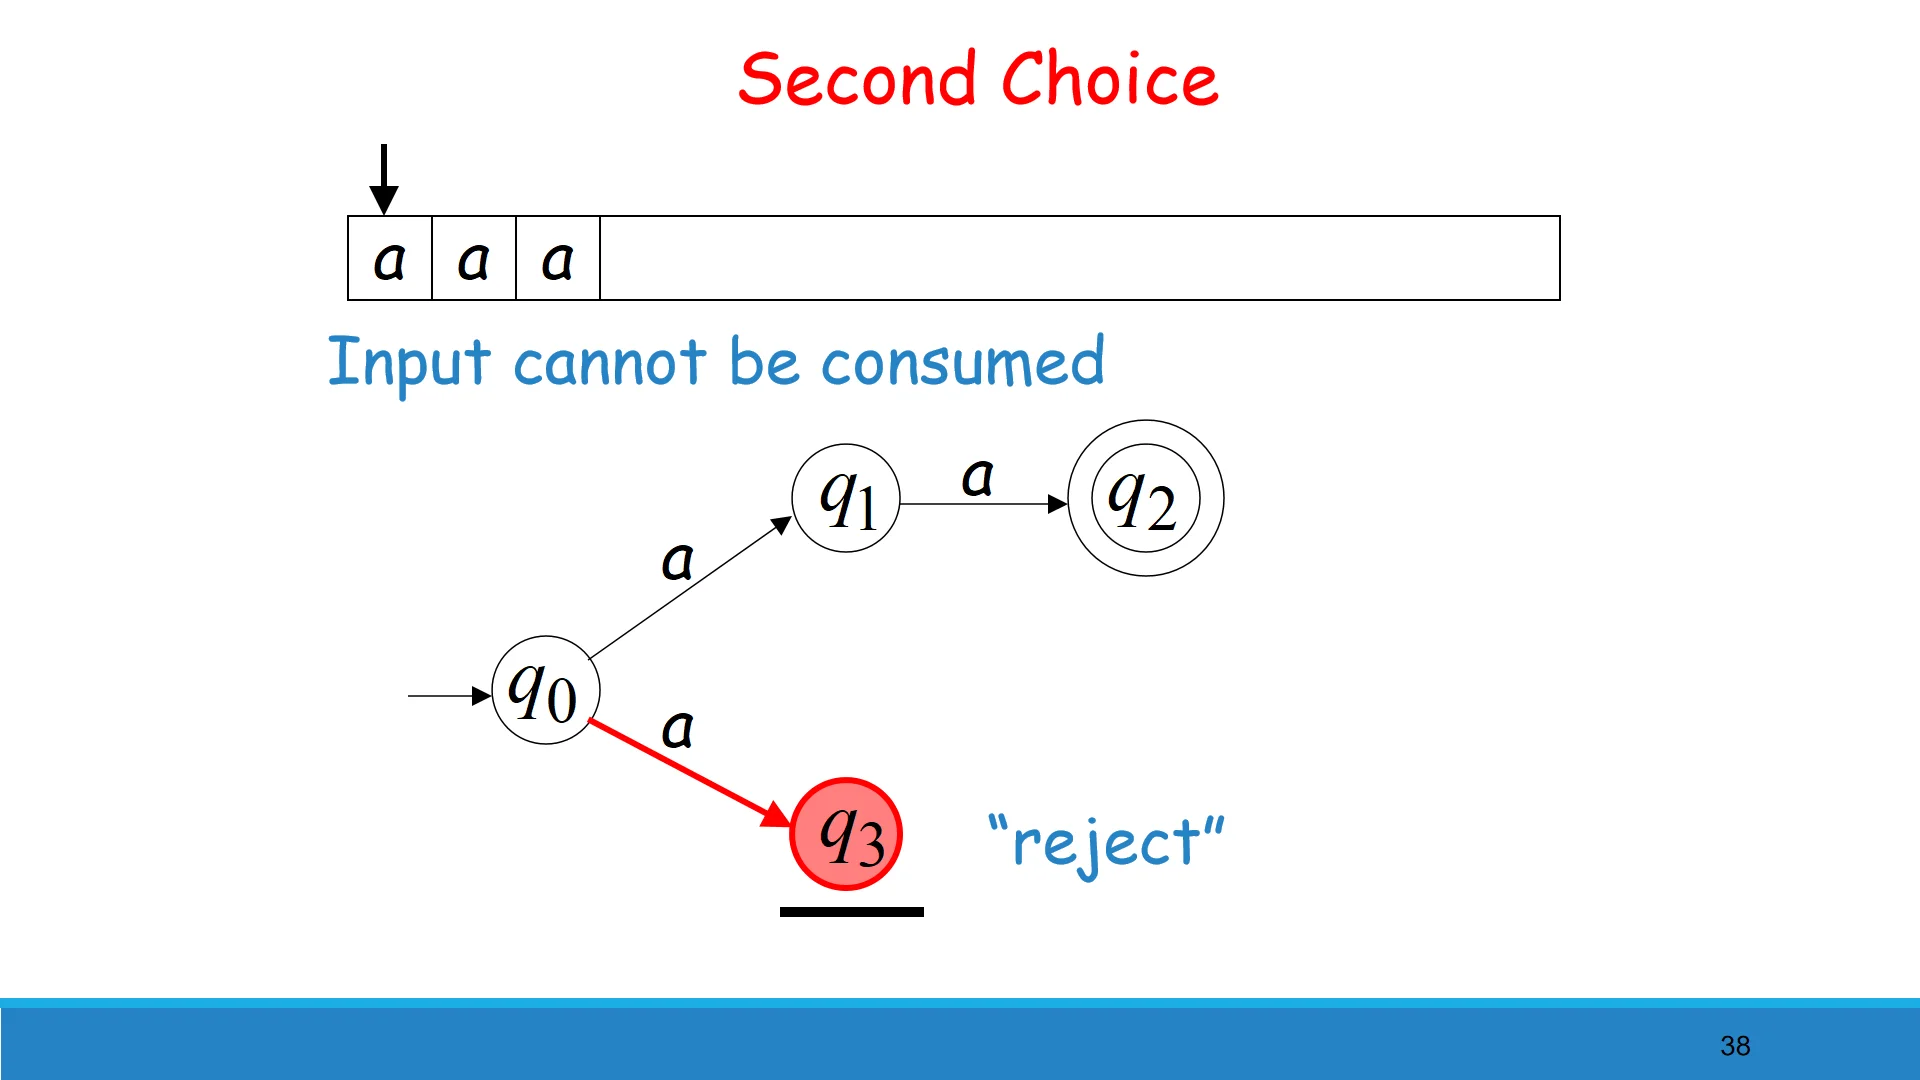 Second Choice
a a a
Input cannot be consumed
q1 a q2
a
q0
a
q3 “reject”
38